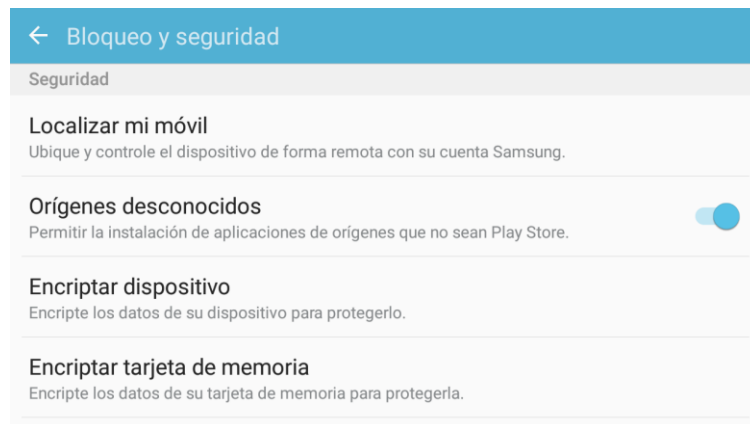 Bloqueo y seguridad
Seguridad
Localizar mi móvil
Ubique y controle el dispositivo de forma remota con su cuenta Samsung.
Orígenes desconocidos
Permitir la instalación de aplicaciones de orígenes que no sean Play Store.
Encriptar dispositivo
Encripte los datos de su dispositivo para protegerlo.
Encriptar tarjeta de memoria
Encripte los datos de su tarjeta de memoria para protegerla.